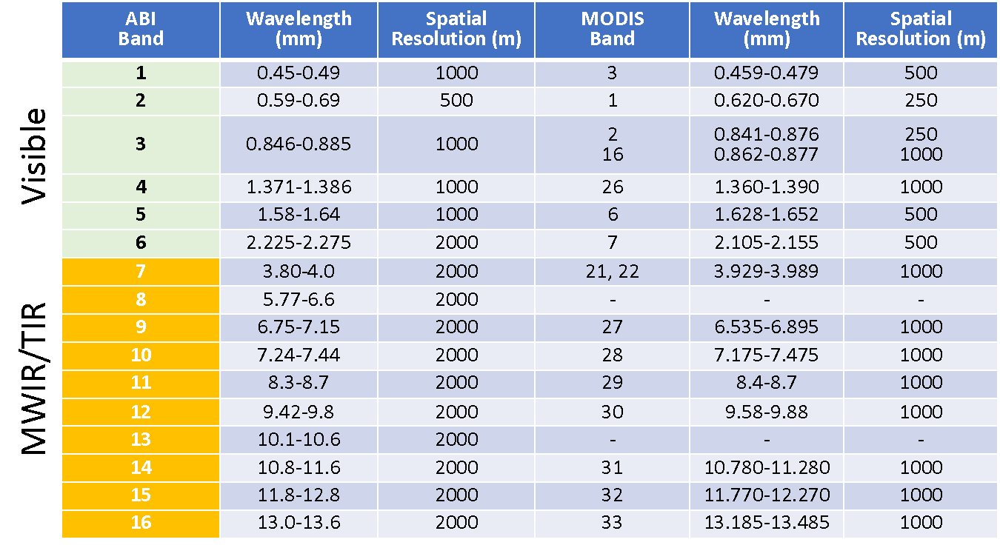 ABI Band Wavelength (mm) Spatial Resolution (m) MODIS Band Wavelength (mm) Spatial Resolution (m)
Visible
1 0.45-0.49 1000 3 0.459-0.479 500
2 0.59-0.69 500 1 0.620-0.670 250
3 0.846-0.885 1000 2 0.841-0.876 250
16 0.862-0.877 1000
4 1.371-1.386 1000 26 1.360-1.390 1000
5 1.58-1.64 1000 6 1.628-1.652 500
6 2.225-2.275 2000 7 2.105-2.155 500
MWIR/TIR
7 3.80-4.0 2000 21, 22 3.929-3.989 1000
8 5.77-6.6 2000 - - -
9 6.75-7.15 2000 27 6.535-6.895 1000
10 7.24-7.44 2000 28 7.175-7.475 1000
11 8.3-8.7 2000 29 8.4-8.7 1000
12 9.42-9.8 2000 30 9.58-9.88 1000
13 10.1-10.6 2000 - - -
14 10.8-11.6 2000 31 10.780-11.280 1000
15 11.8-12.8 2000 32 11.770-12.270 1000
16 13.0-13.6 2000 33 13.185-13.485 1000